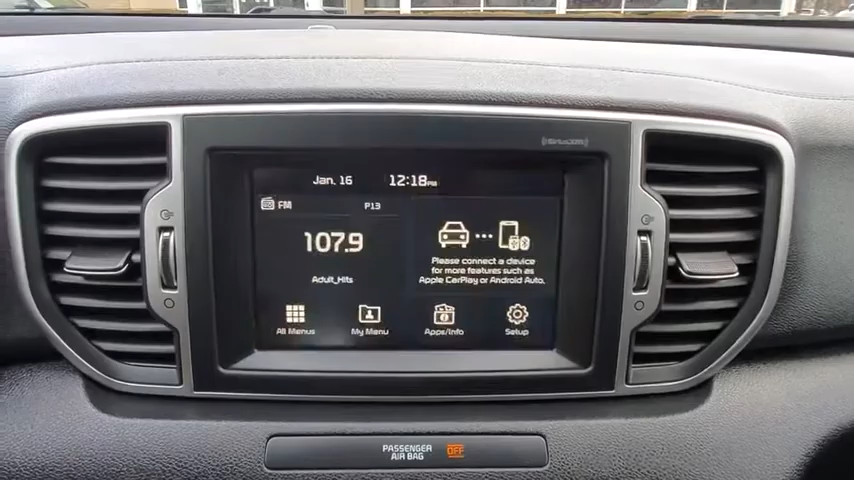 ((SiriusXM))
Jan. 16 12:18PM
FM P13
107.9
Adult_Hits
Please connect a device
for more features such as
Apple CarPlay or Android Auto.
All Menus My Menu Apps/Info Setup
PASSENGER
AIR BAG OFF